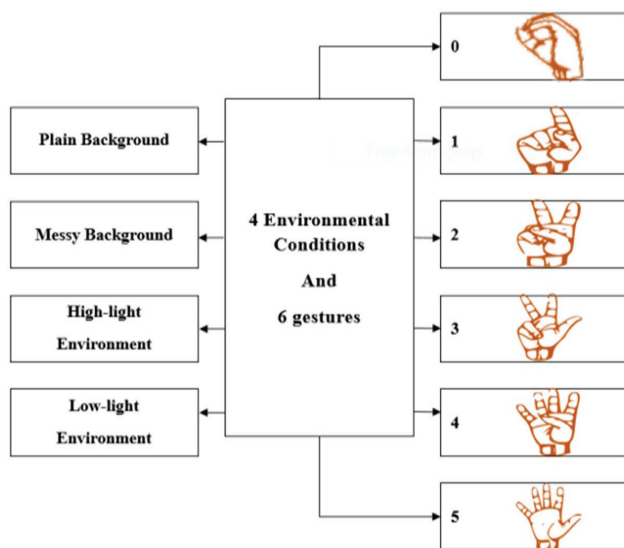 0
Plain Background
1
Messy Background
4 Environmental
Conditions
And
6 gestures
2
High-light
Environment
3
Low-light
Environment
4
5